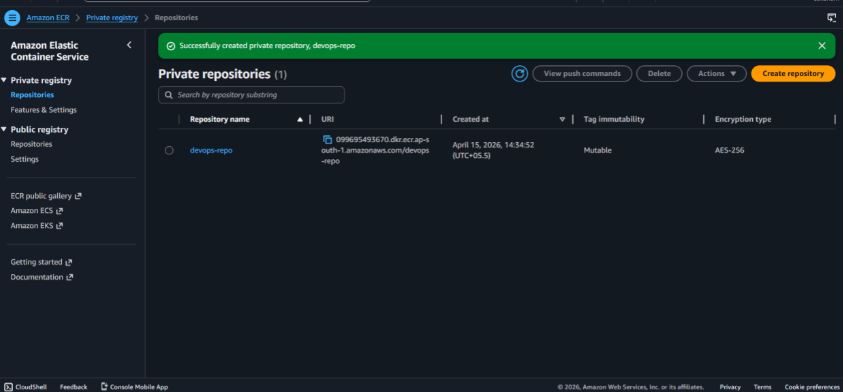 Amazon ECR > Private registry > Repositories
Amazon Elastic
Container Service
Private registry
Repositories
Features & Settings
Public registry
Repositories
Settings
ECR public gallery
Amazon ECS
Amazon EKS
Getting started
Documentation
Successfully created private repository, devops-repo
Private repositories (1)
View push commands
Delete
Actions
Create repository
Search by repository substring
Repository name
URI
Created at
Tag immutability
Encryption type
devops-repo
099695493670.dkr.ecr.ap-s
outh-1.amazonaws.com/devops
-repo
April 15, 2026, 14:34:52
(UTC+05.5)
Mutable
AES-256
CloudShell
Feedback
Console Mobile App
© 2026, Amazon Web Services, Inc. or its affiliates.
Privacy
Terms
Cookie preferences